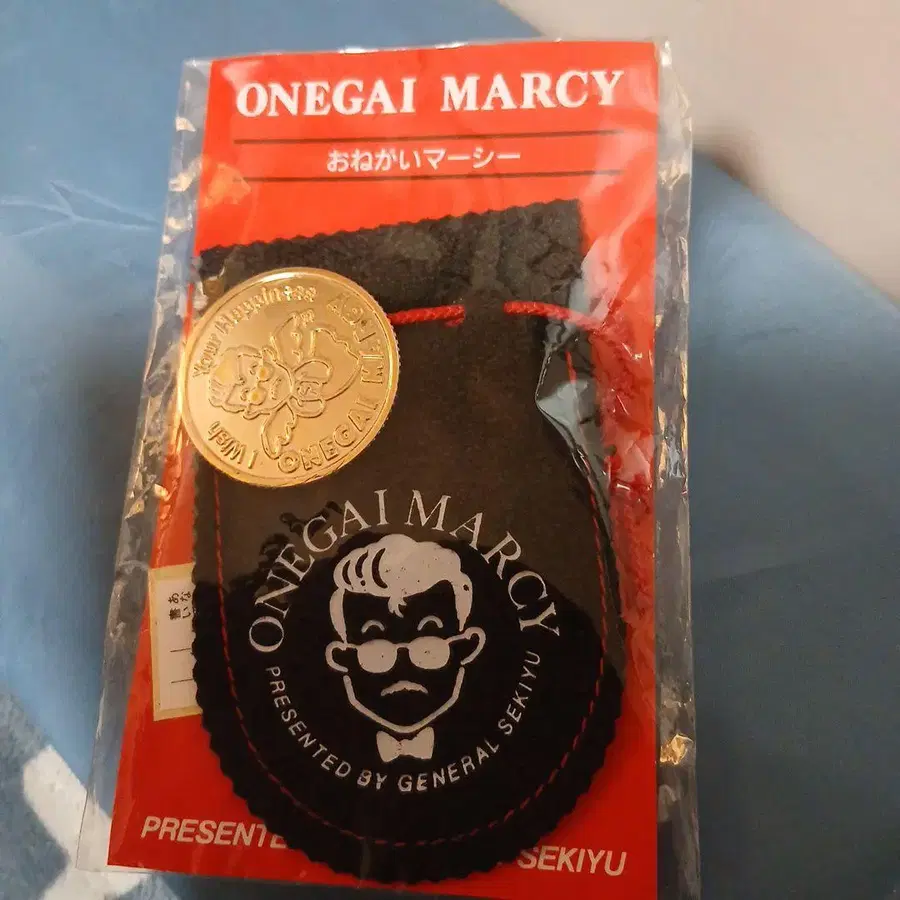 ONEGAI MARCY
おねがいマーシー
I Wish Your Happiness
ONEGAI MARCY
ONEGAI MARCY
PRESENTED BY GENERAL SEKIYU
PRESENTE
SEKIYU